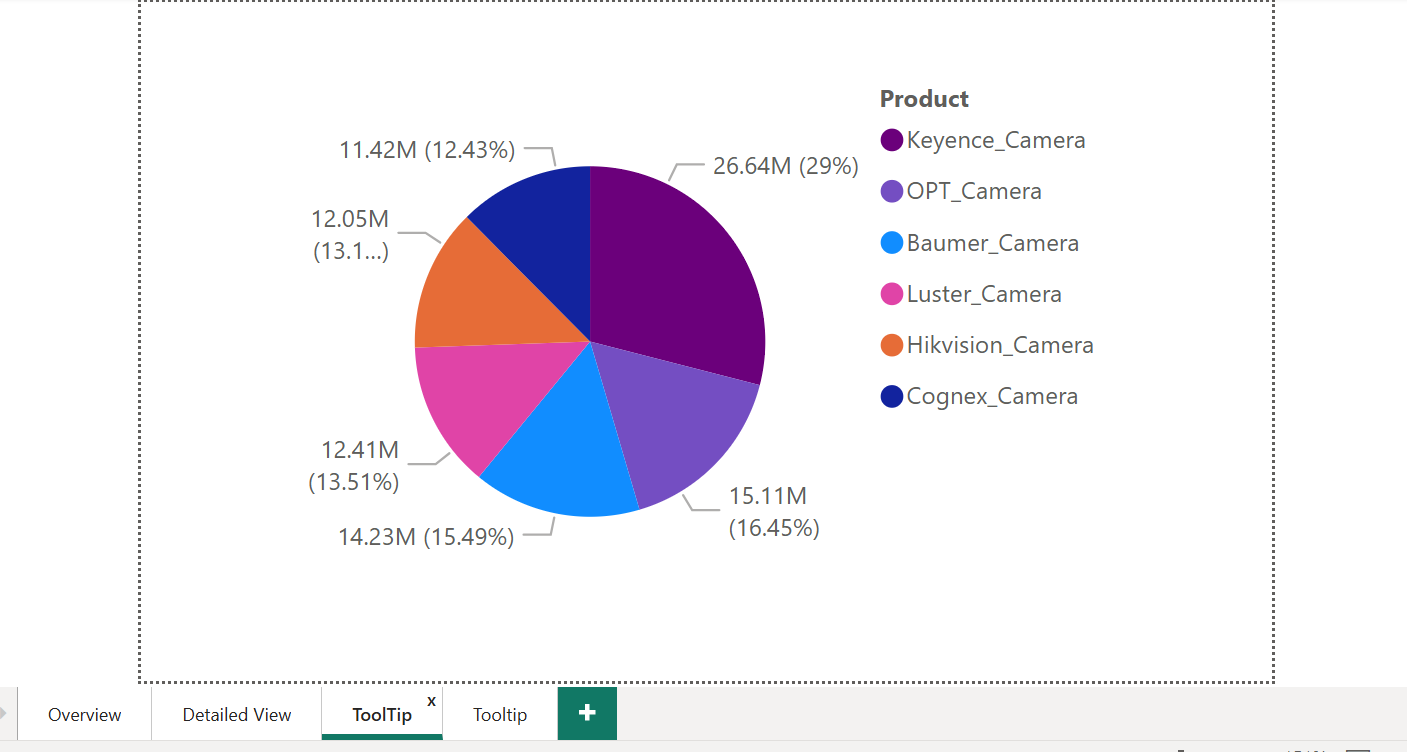 Product
Keyence_Camera
OPT_Camera
Baumer_Camera
Luster_Camera
Hikvision_Camera
Cognex_Camera
11.42M (12.43%)
26.64M (29%)
12.05M
(13.1...)
12.41M
(13.51%)
15.11M
(16.45%)
14.23M (15.49%)
Overview
Detailed View
ToolTip
x
Tooltip
+